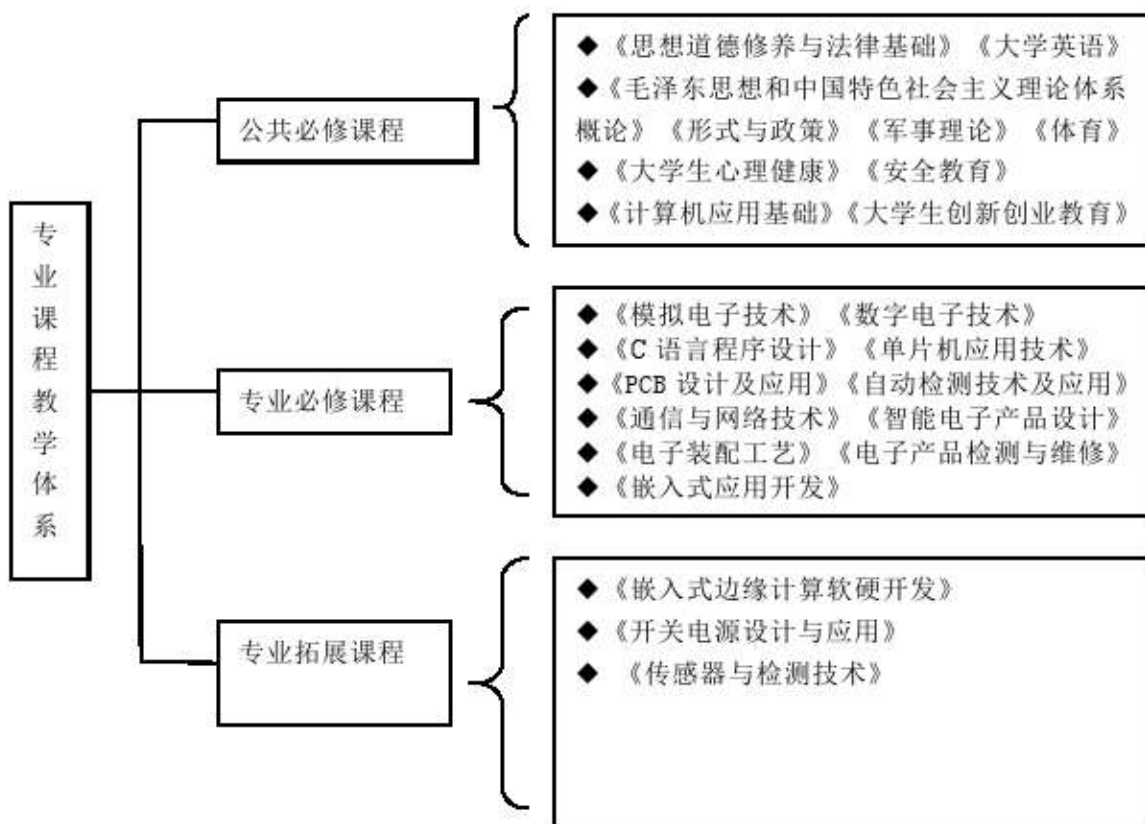 专业课程教学体系
公共必修课程
◆《思想道德修养与法律基础》《大学英语》
◆《毛泽东思想和中国特色社会主义理论体系
概论》《形式与政策》《军事理论》《体育》
◆《大学生心理健康》《安全教育》
◆《计算机应用基础》《大学生创新创业教育》
专业必修课程
◆《模拟电子技术》《数字电子技术》
◆《C 语言程序设计》《单片机应用技术》
◆《PCB 设计及应用》《自动检测技术及应用》
◆《通信与网络技术》《智能电子产品设计》
◆《电子装配工艺》《电子产品检测与维修》
◆《嵌入式应用开发》
专业拓展课程
◆《嵌入式边缘计算软硬开发》
◆《开关电源设计与应用》
◆ 《传感器与检测技术》